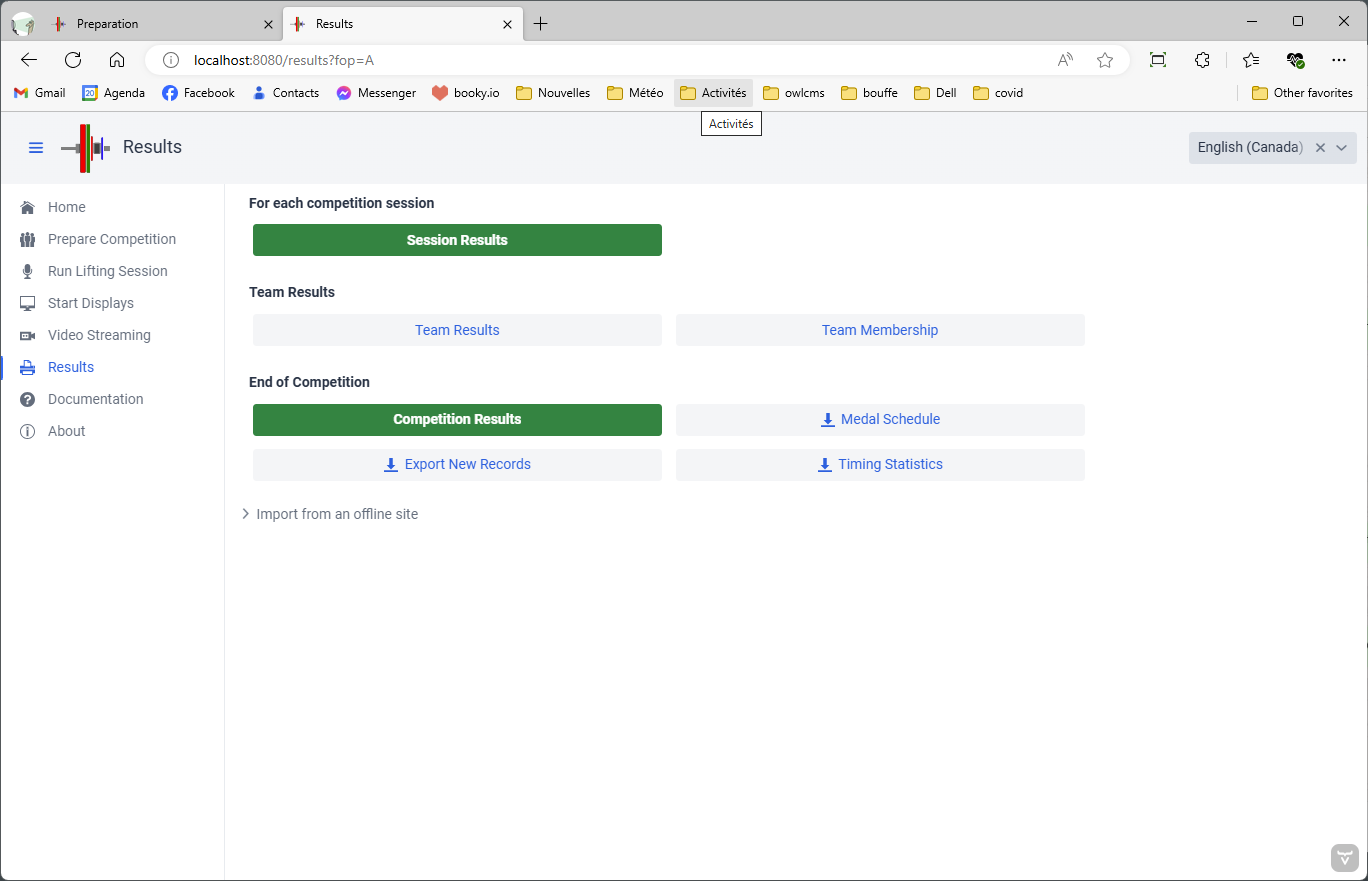 Preparation
Results
localhost:8080/results?fop=A
Gmail 20 Agenda Facebook Contacts Messenger booky.io Nouvelles Météo Activités owlcms bouffe Dell covid Other favorites
Activités
Results
English (Canada)
Home
Prepare Competition
Run Lifting Session
Start Displays
Video Streaming
Results
Documentation
About
For each competition session
Session Results
Team Results
Team Results Team Membership
End of Competition
Competition Results Medal Schedule
Export New Records Timing Statistics
Import from an offline site